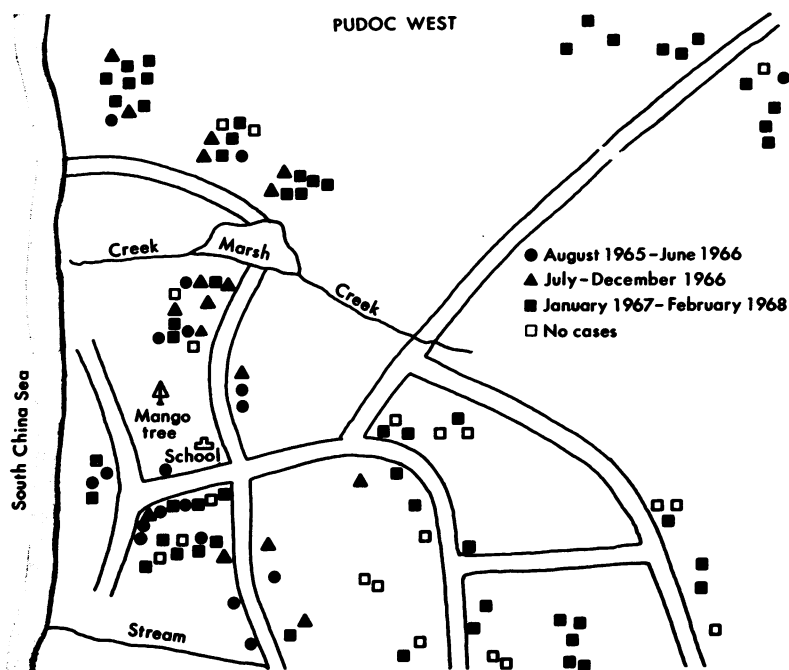 PUDOC WEST
August 1965-June 1966
July-December 1966
January 1967-February 1968
No cases
Creek
Marsh
Creek
South China Sea
Mango
tree
School
Stream